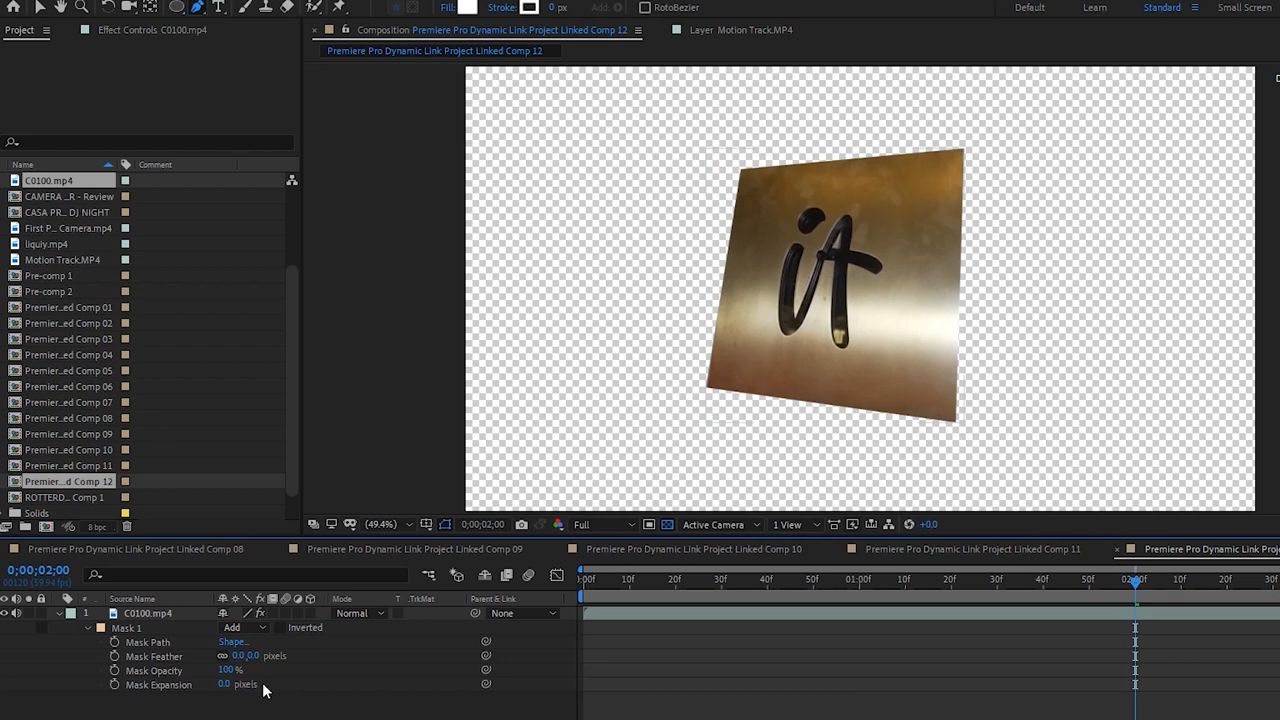 Fill:
Stroke:
0 px
Add:
RotoBezier
Default
Learn
Standard
Small Screen
Project
Effect Controls C0100.mp4
Composition Premiere Pro Dynamic Link Project Linked Comp 12
Layer Motion Track.MP4
Premiere Pro Dynamic Link Project Linked Comp 12
Name
Comment
C0100.mp4
CAMERA _R - Review
CASA PR... DJ NIGHT
First P... Camera.mp4
liquiy.mp4
Motion Track.MP4
Pre-comp 1
Pre-comp 2
Premier...ed Comp 01
Premier...ed Comp 02
Premier...ed Comp 03
Premier...ed Comp 04
Premier...ed Comp 05
Premier...ed Comp 06
Premier...ed Comp 07
Premier...ed Comp 08
Premier...ed Comp 09
Premier...ed Comp 10
Premier...ed Comp 11
Premier...d Comp 12
ROTTERD... Comp 1
Solids
8 bpc
(49.4%)
0;00;02;00
Full
Active Camera
1 View
+0.0
Premiere Pro Dynamic Link Project Linked Comp 08
Premiere Pro Dynamic Link Project Linked Comp 09
Premiere Pro Dynamic Link Project Linked Comp 10
Premiere Pro Dynamic Link Project Linked Comp 11
Premiere Pro Dynamic Link Proj
0;00;02;00
00120 (59.94 fps)
:00f 10f 20f 30f 40f 50f 01:00f 10f 20f 30f 40f 50f 02:00f 10f 20f 30
# Source Name
Mode
T .TrkMat
Parent & Link
1 C0100.mp4
Normal
None
Mask 1
Add
Inverted
Mask Path
Shape...
Mask Feather
0.0,0.0 pixels
Mask Opacity
100 %
Mask Expansion
0.0 pixels